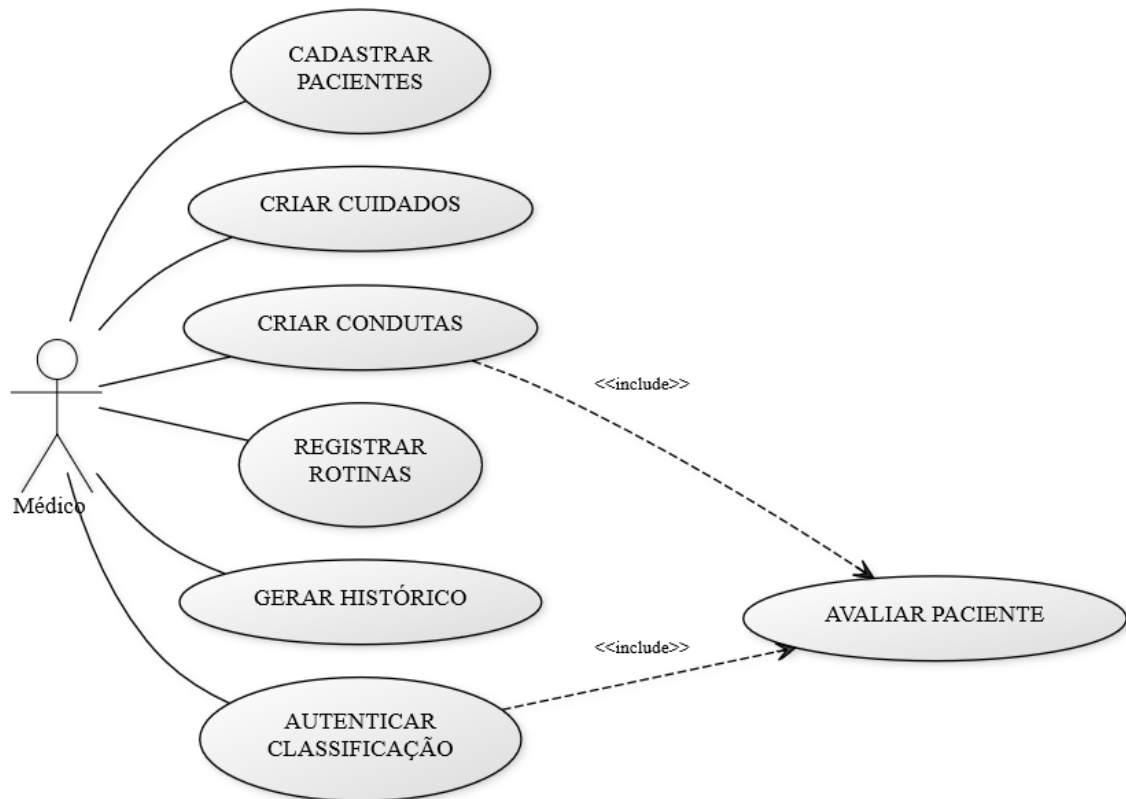 CADASTRAR
PACIENTES
CRIAR CUIDADOS
CRIAR CONDUTAS
<<include>>
REGISTRAR
ROTINAS
Médico
GERAR HISTÓRICO
AVALIAR PACIENTE
<<include>>
AUTENTICAR
CLASSIFICAÇÃO